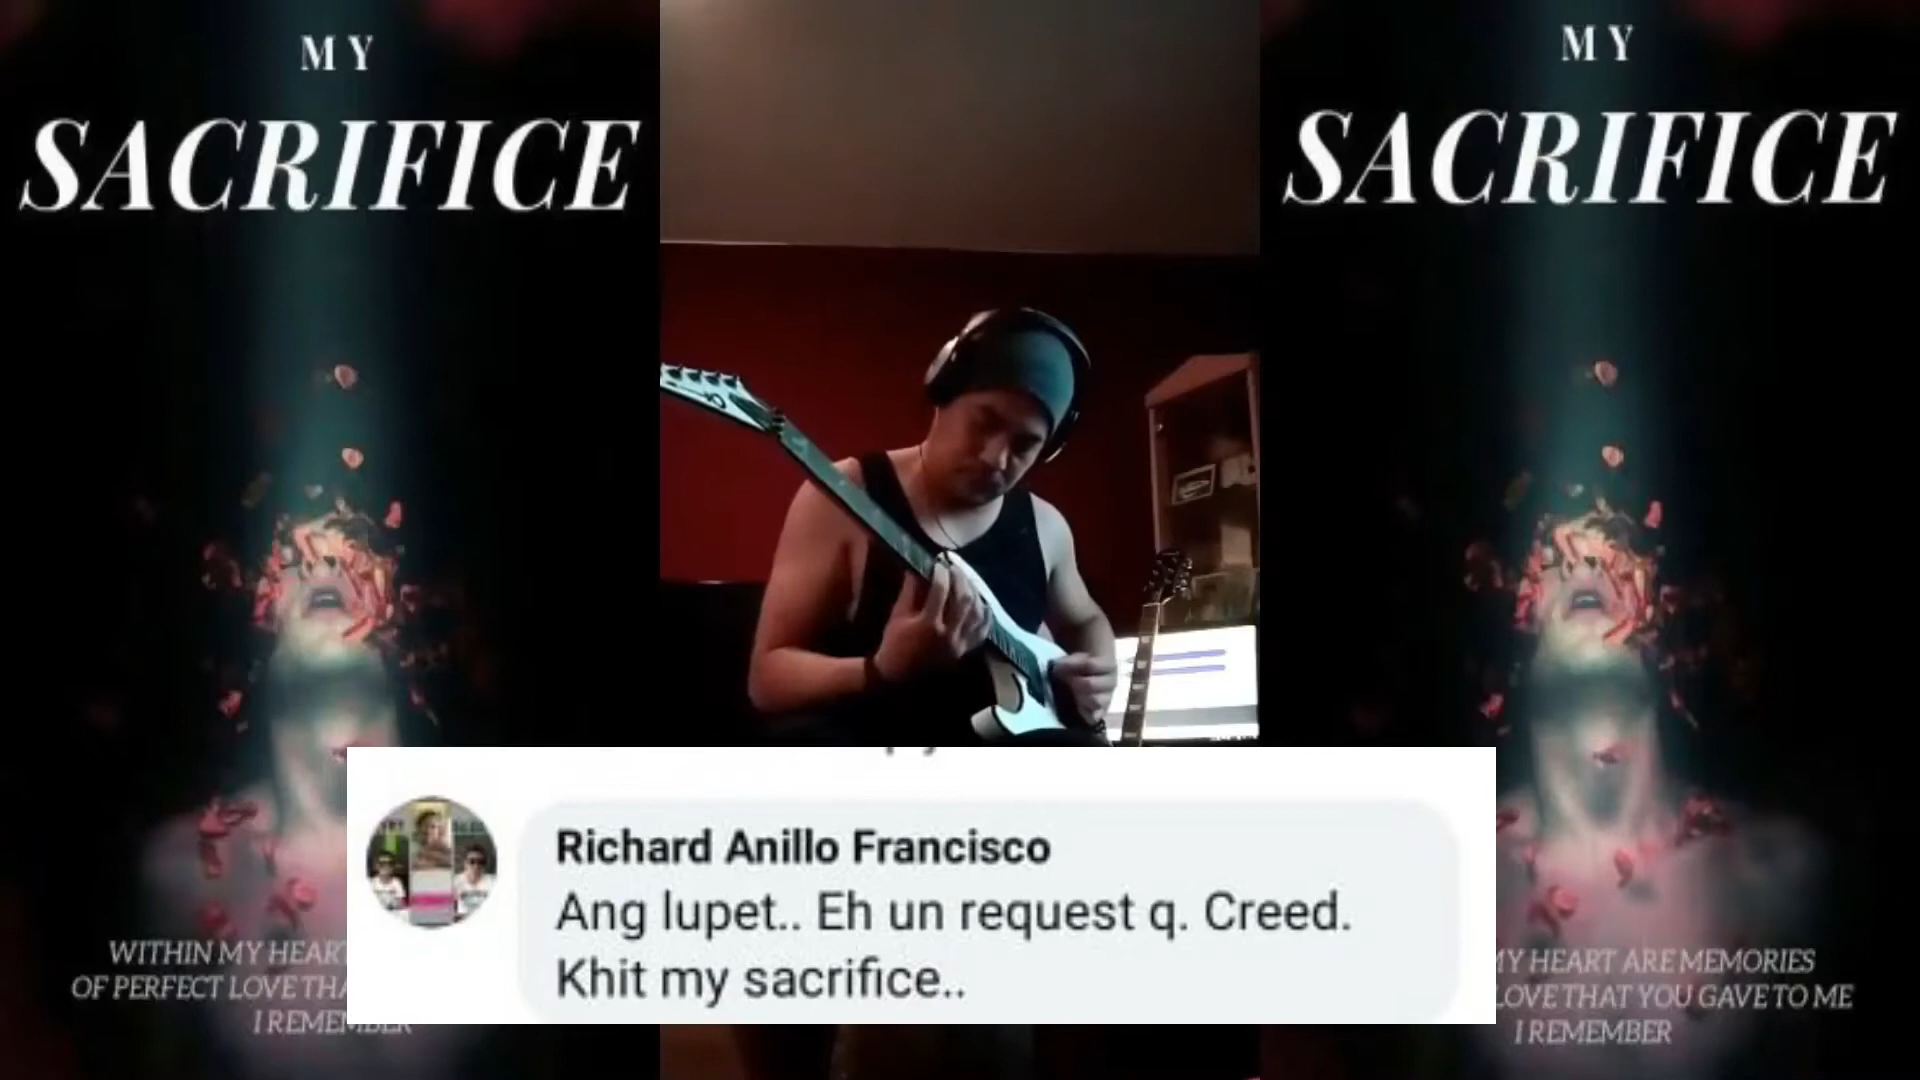 MY
SACRIFICE
WITHIN MY HEART
OF PERFECT LOVE THA
I REMEMBER
Richard Anillo Francisco
Ang lupet.. Eh un request q. Creed.
Khit my sacrifice..
MY
SACRIFICE
MY HEART ARE MEMORIES
LOVE THAT YOU GAVE TO ME
I REMEMBER